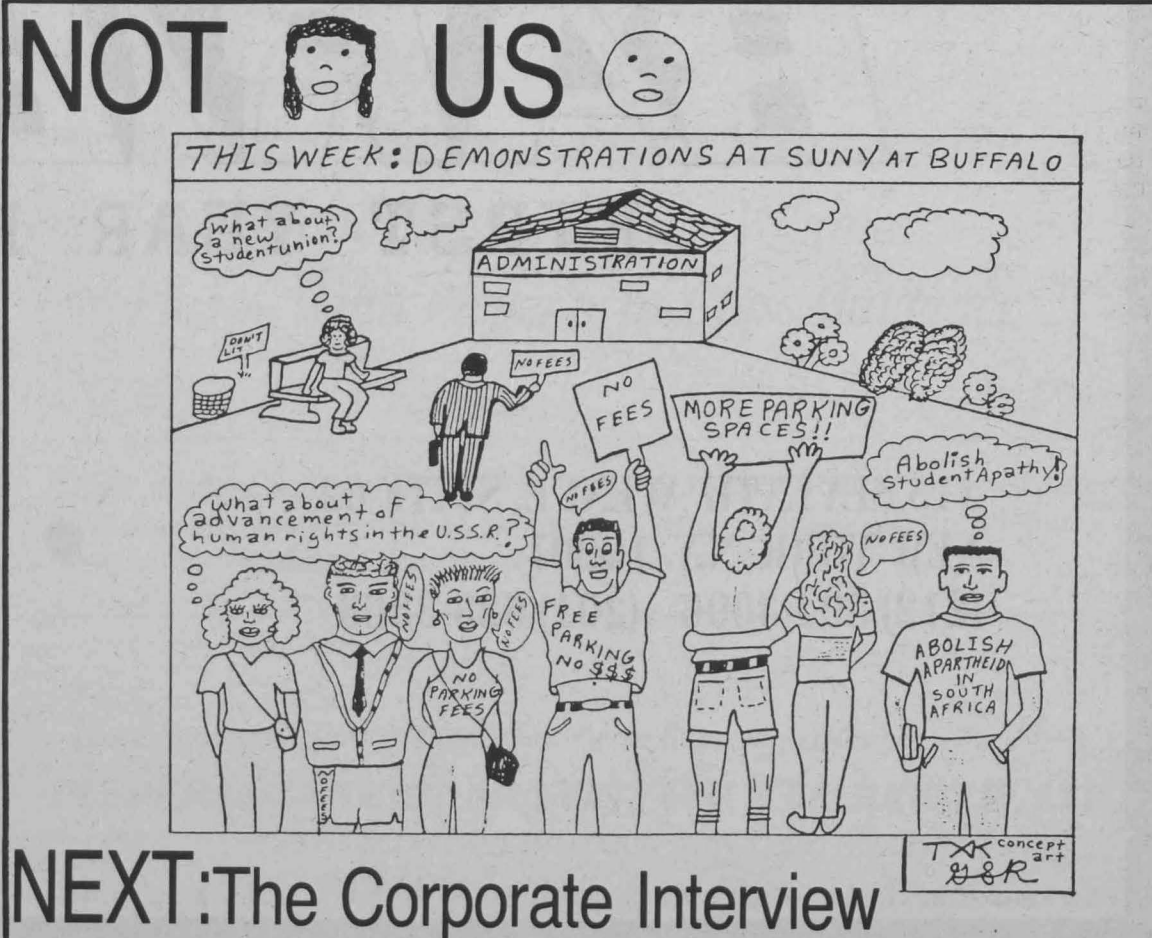 NOT US
THIS WEEK: DEMONSTRATIONS AT SUNY AT BUFFALO
What about
a new
student union?
ADMINISTRATION
DON'T
LIT
NO FEES
NO
FEES
MORE PARKING
SPACES!!
Abolish
Student Apathy!
NO FEES
What about
advancement of
human rights in the U.S.S.R.?
NO FEES
NO FEES
NO FEES
FREE
PARKING
NO $$$
NO
PARKING
FEES
ABOLISH
APARTHEID
IN
SOUTH
AFRICA
NO FEES
TXK concept
art
GSR
NEXT:The Corporate Interview